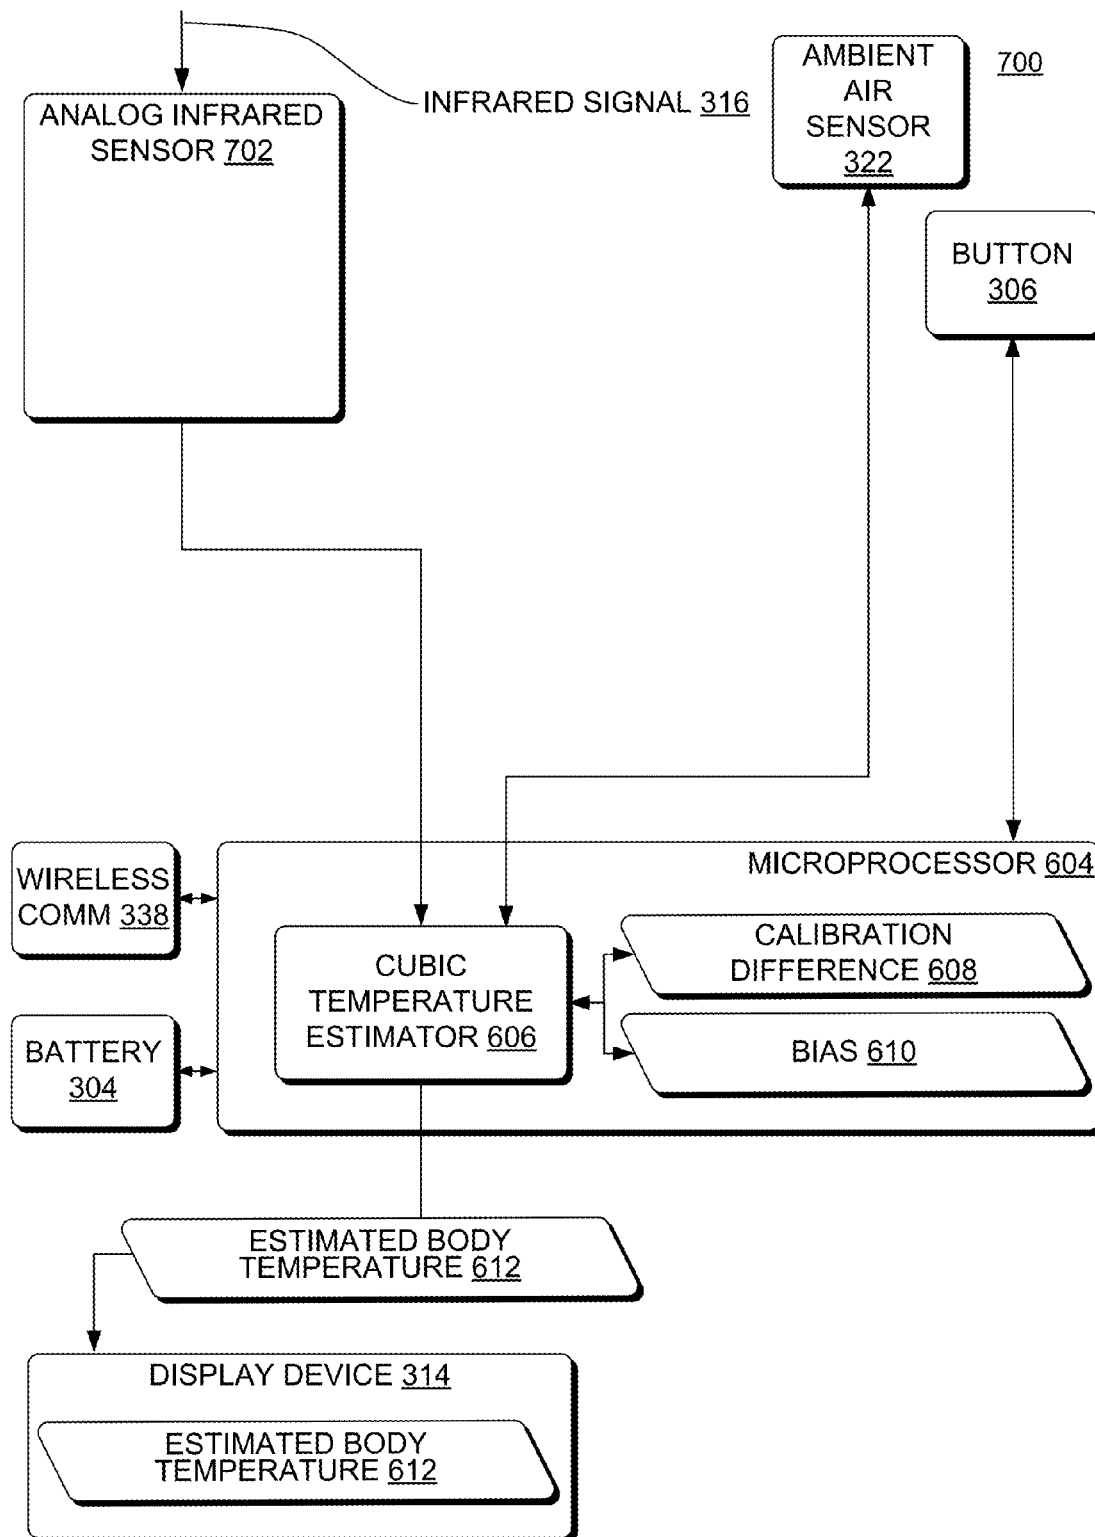 ANALOG INFRARED
SENSOR 702
INFRARED SIGNAL 316
AMBIENT
AIR
SENSOR
322
700
BUTTON
306
MICROPROCESSOR 604
WIRELESS
COMM 338
CUBIC
TEMPERATURE
ESTIMATOR 606
CALIBRATION
DIFFERENCE 608
BIAS 610
BATTERY
304
ESTIMATED BODY
TEMPERATURE 612
DISPLAY DEVICE 314
ESTIMATED BODY
TEMPERATURE 612